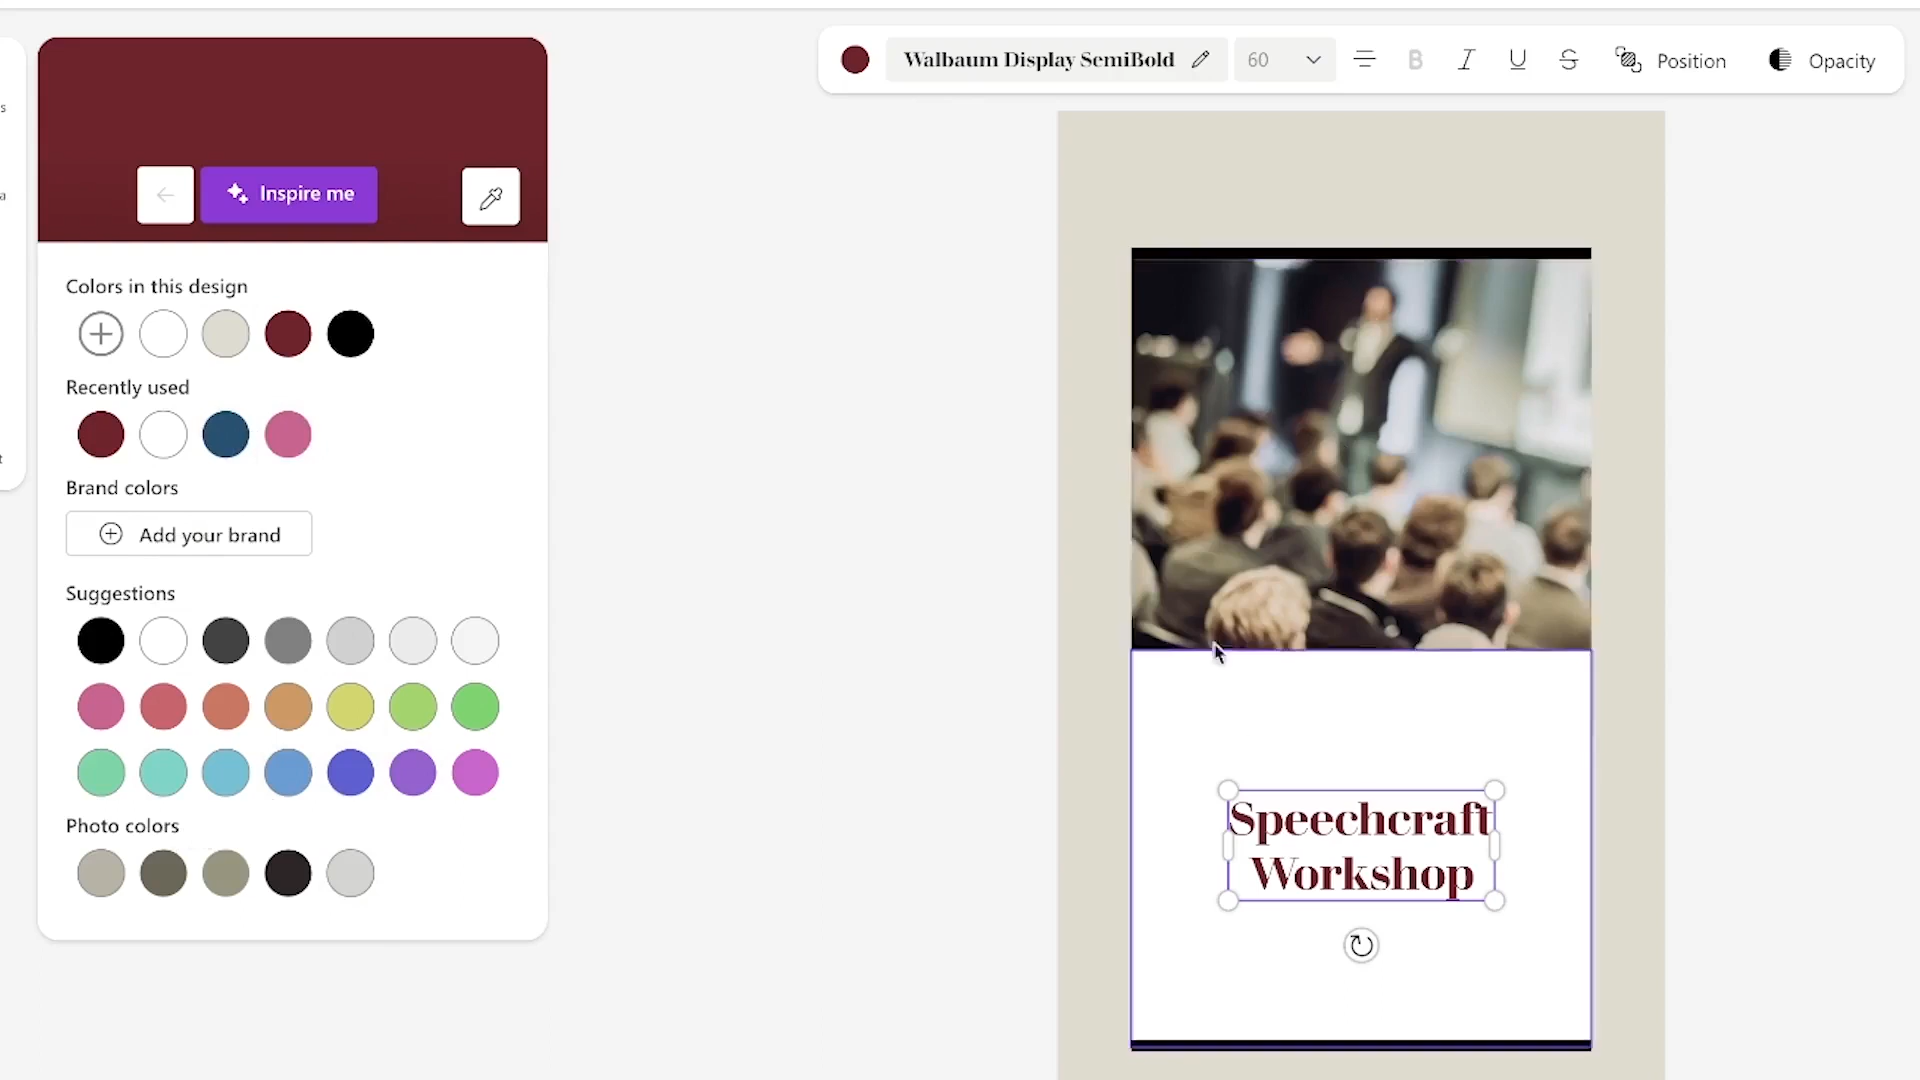 s
a
t
Inspire me
Colors in this design
Recently used
Brand colors
Add your brand
Suggestions
Photo colors
Walbaum Display SemiBold
60
B
I
U
S
Position
Opacity
Speechcraft
Workshop